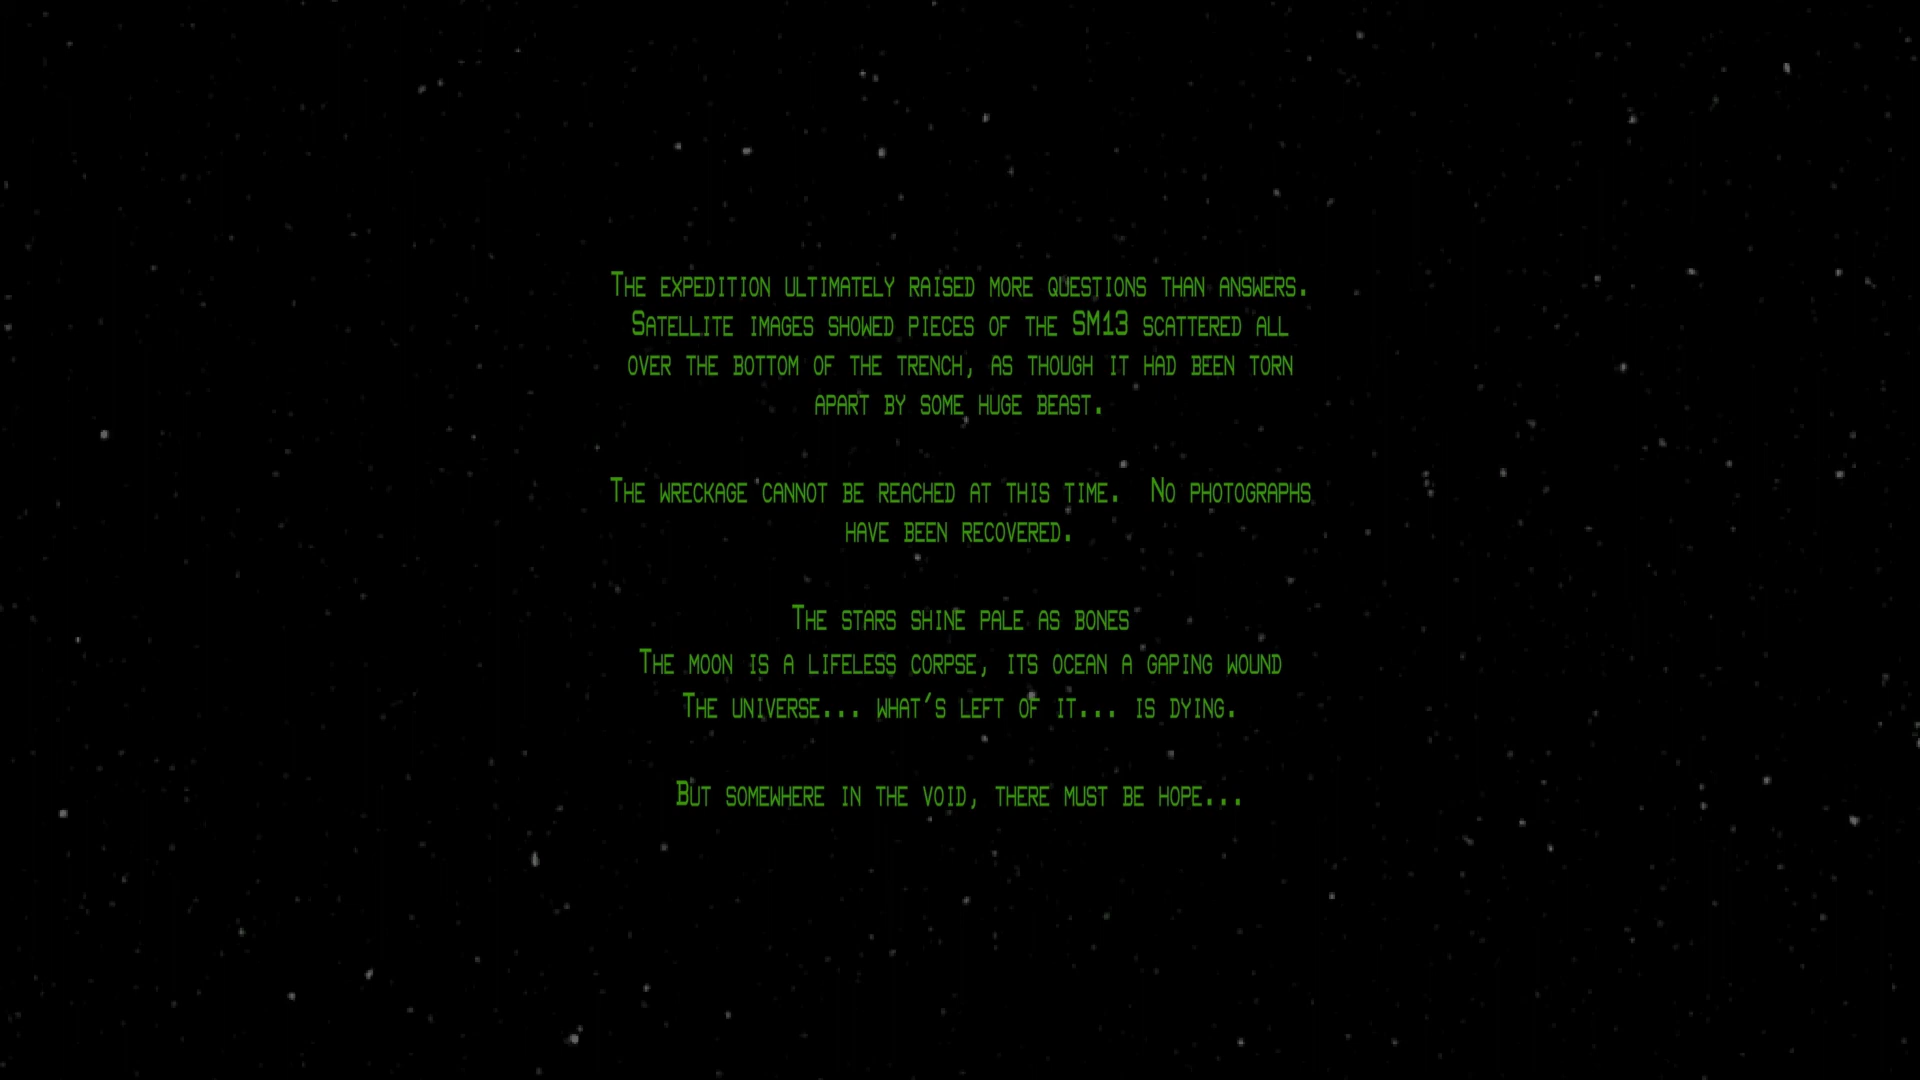 The expedition ultimately raised more questions than answers.
Satellite images showed pieces of the SM13 scattered all
over the bottom of the trench, as though it had been torn
apart by some huge beast.
The wreckage cannot be reached at this time.  No photographs
have been recovered.
The stars shine pale as bones
The moon is a lifeless corpse, its ocean a gaping wound
The universe... what's left of it... is dying.
But somewhere in the void, there must be hope...